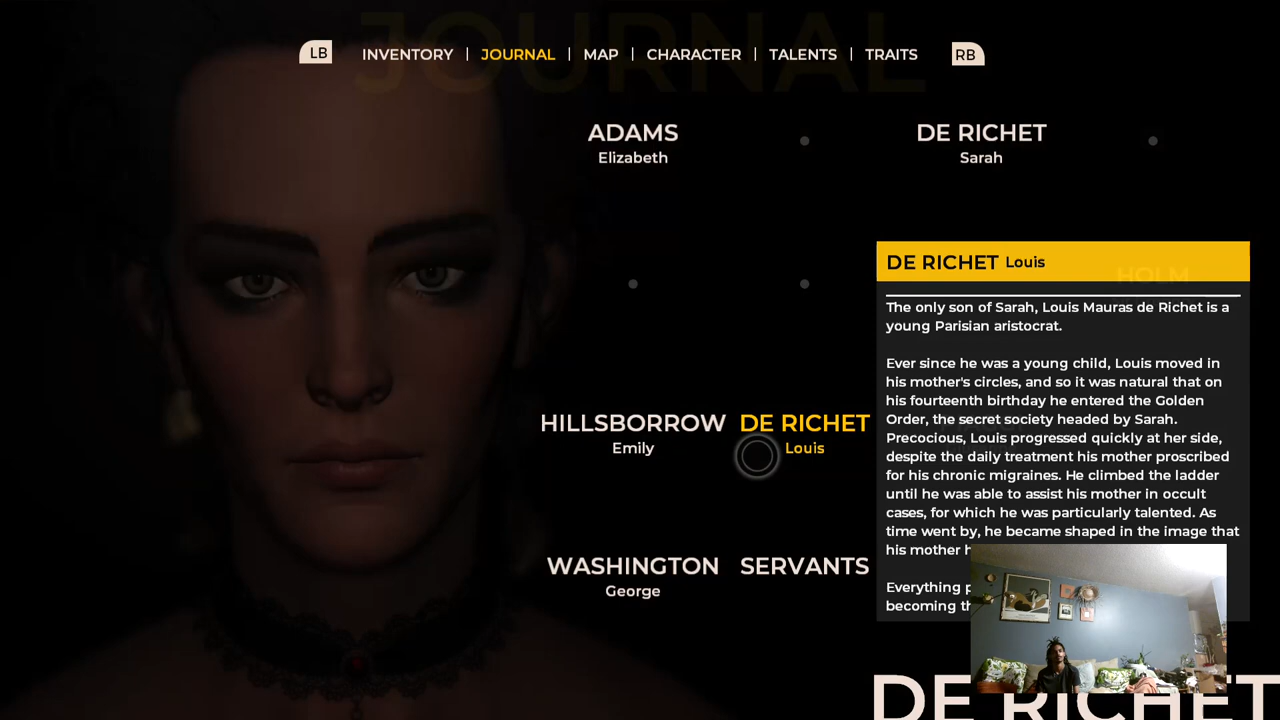 JOURNAL
LB INVENTORY | JOURNAL | MAP | CHARACTER | TALENTS | TRAITS RB
ADAMS
Elizabeth
DE RICHET
Sarah
HOLM
DE RICHET Louis
The only son of Sarah, Louis Mauras de Richet is a
young Parisian aristocrat.
Ever since he was a young child, Louis moved in
his mother's circles, and so it was natural that on
his fourteenth birthday he entered the Golden
Order, the secret society headed by Sarah.
Precocious, Louis progressed quickly at her side,
despite the daily treatment his mother proscribed
for his chronic migraines. He climbed the ladder
until he was able to assist his mother in occult
cases, for which he was particularly talented. As
time went by, he became shaped in the image that
his mother
Everything
becoming
HILLSBORROW
Emily
DE RICHET
Louis
WASHINGTON
George
SERVANTS
DE RICHET